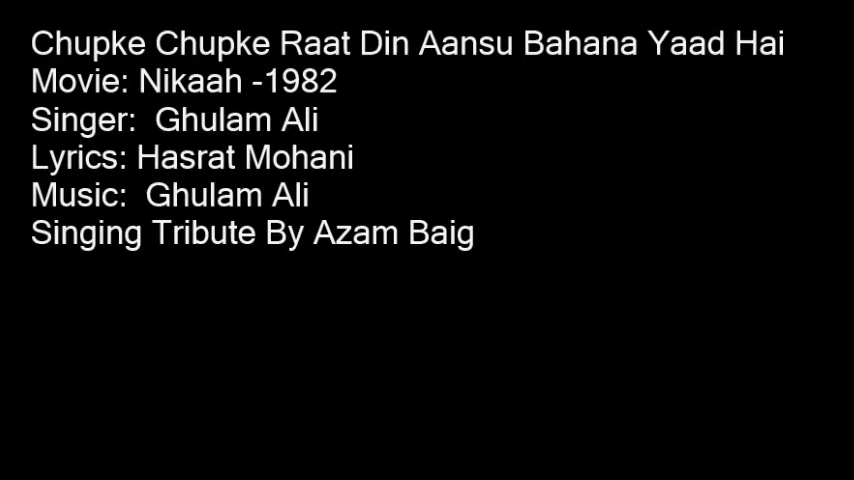 Chupke Chupke Raat Din Aansu Bahana Yaad Hai
Movie: Nikaah -1982
Singer:  Ghulam Ali
Lyrics: Hasrat Mohani
Music:  Ghulam Ali
Singing Tribute By Azam Baig